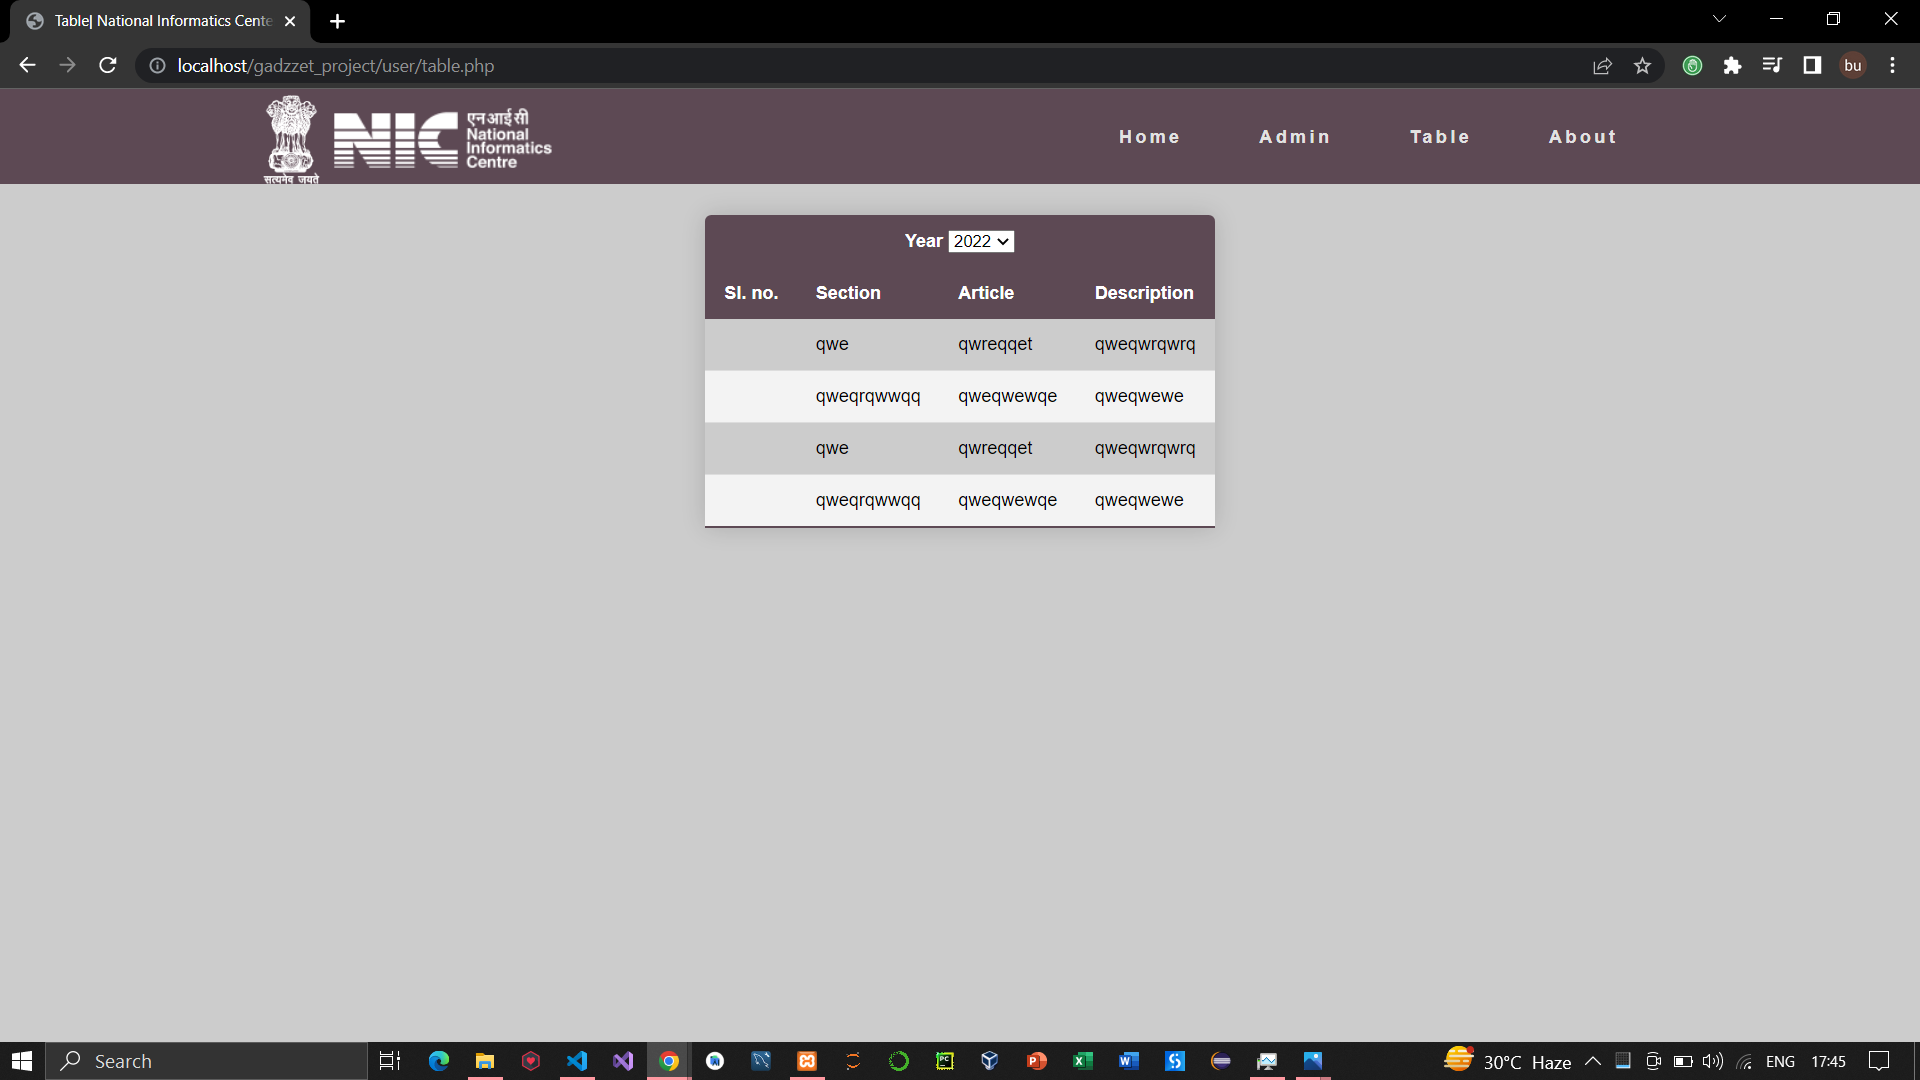 Table| National Informatics Cente
localhost/gadzzet_project/user/table.php
bu
सत्यमेव जयते
NIC
एनआईसी
National
Informatics
Centre
Home Admin Table About
Year 2022
Sl. no. Section Article Description
qwe qwreqqet qweqwrqwrq
qweqrqwwqq qweqwewqe qweqwewe
qwe qwreqqet qweqwrqwrq
qweqrqwwqq qweqwewqe qweqwewe
Search
30°C Haze ENG 17:45